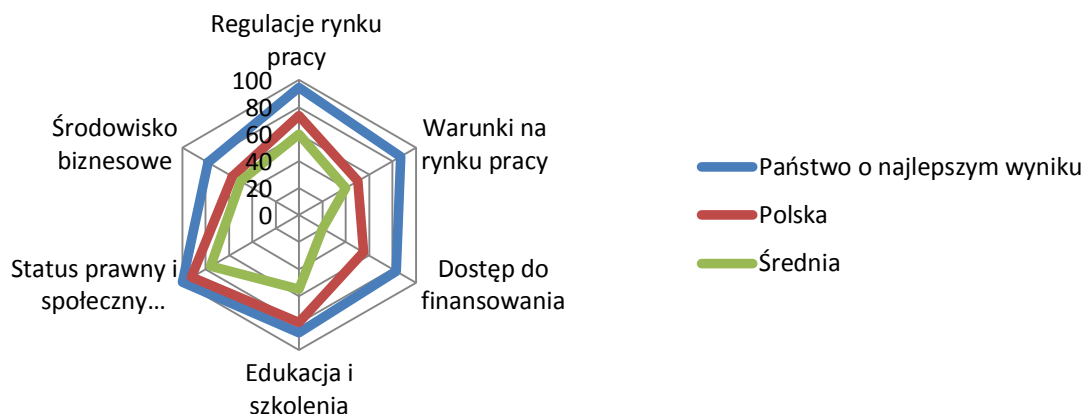 Regulacje rynku
pracy
100
80
60
40
20
0
Warunki na
rynku pracy
Dostęp do
finansowania
Edukacja i
szkolenia
Status prawny i
społeczny...
Środowisko
biznesowe
Państwo o najlepszym wyniku
Polska
Średnia